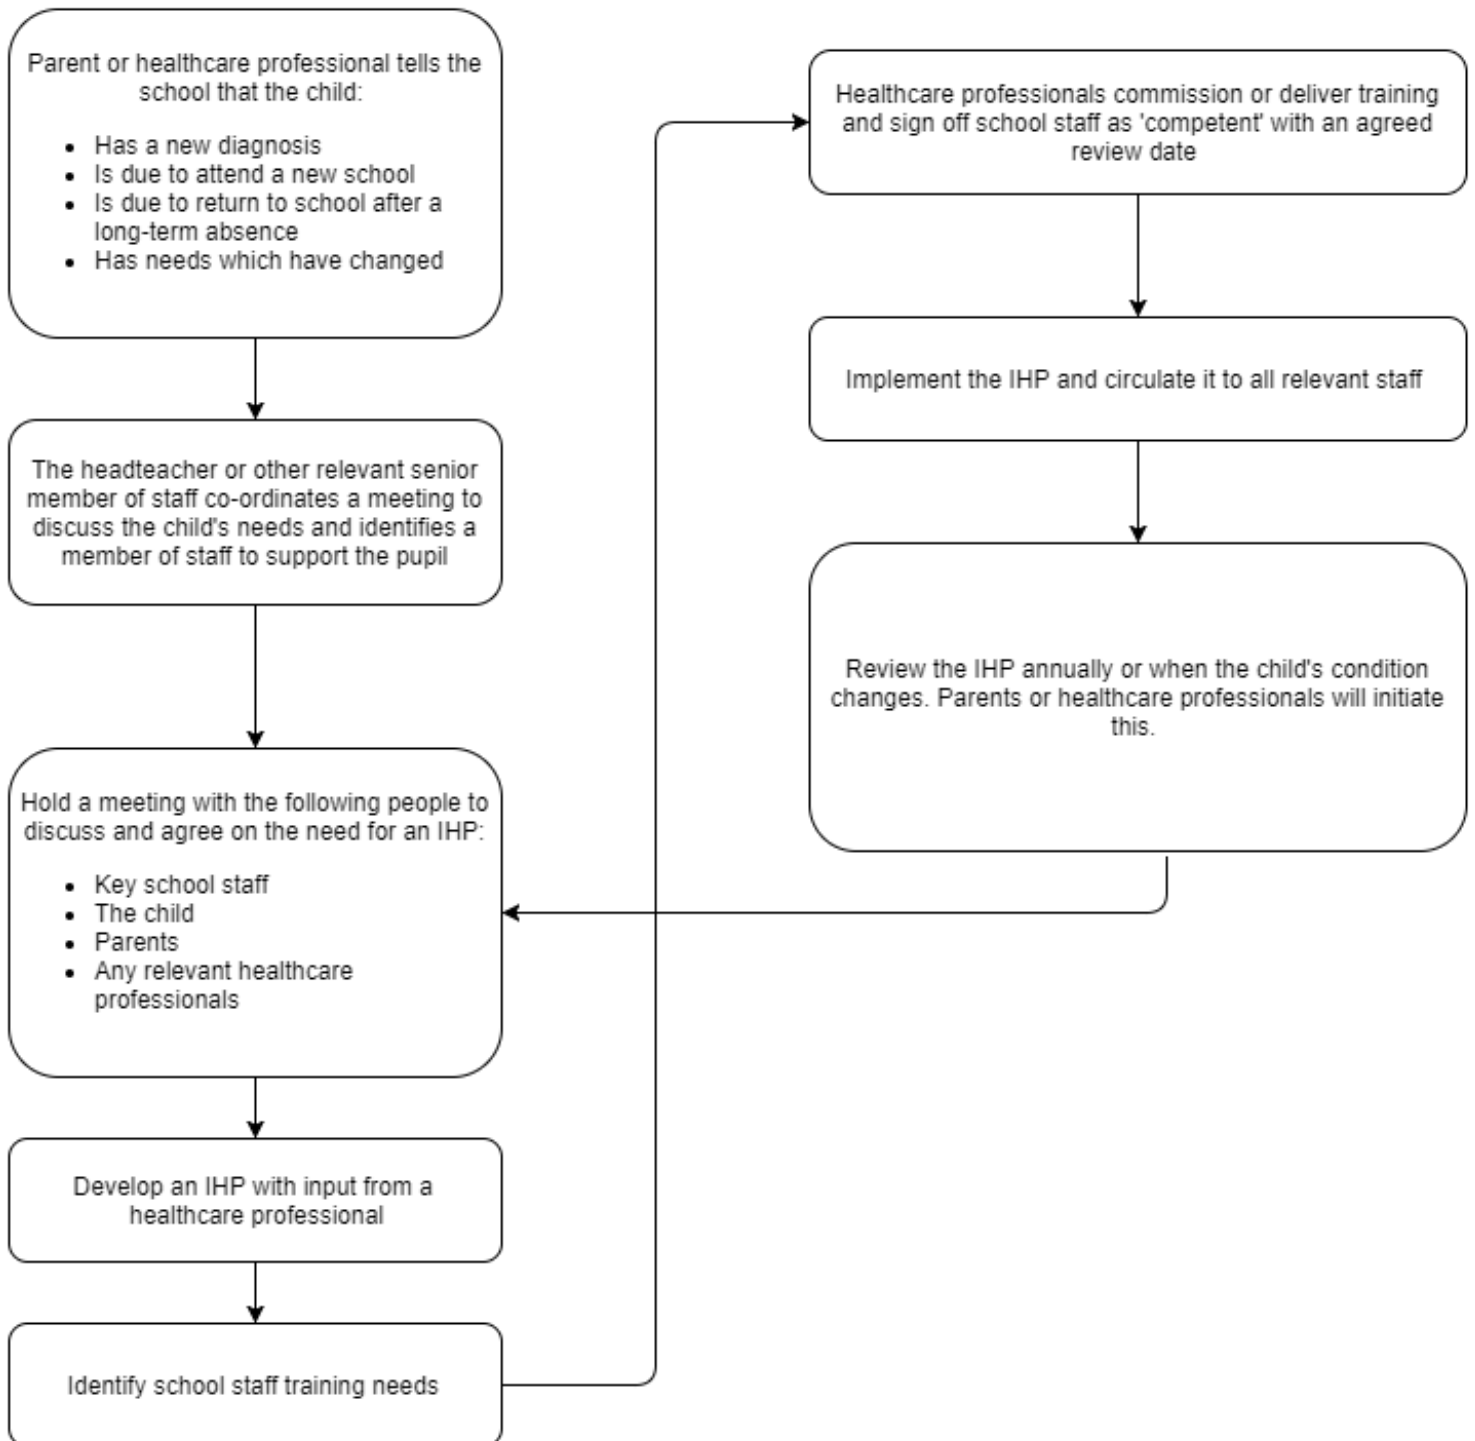 Parent or healthcare professional tells the
school that the child:
• Has a new diagnosis
• Is due to attend a new school
• Is due to return to school after a
long-term absence
• Has needs which have changed
The headteacher or other relevant senior
member of staff co-ordinates a meeting to
discuss the child's needs and identifies a
member of staff to support the pupil
Hold a meeting with the following people to
discuss and agree on the need for an IHP:
• Key school staff
• The child
• Parents
• Any relevant healthcare
professionals
Develop an IHP with input from a
healthcare professional
Identify school staff training needs
Healthcare professionals commission or deliver training
and sign off school staff as 'competent' with an agreed
review date
Implement the IHP and circulate it to all relevant staff
Review the IHP annually or when the child's condition
changes. Parents or healthcare professionals will initiate
this.